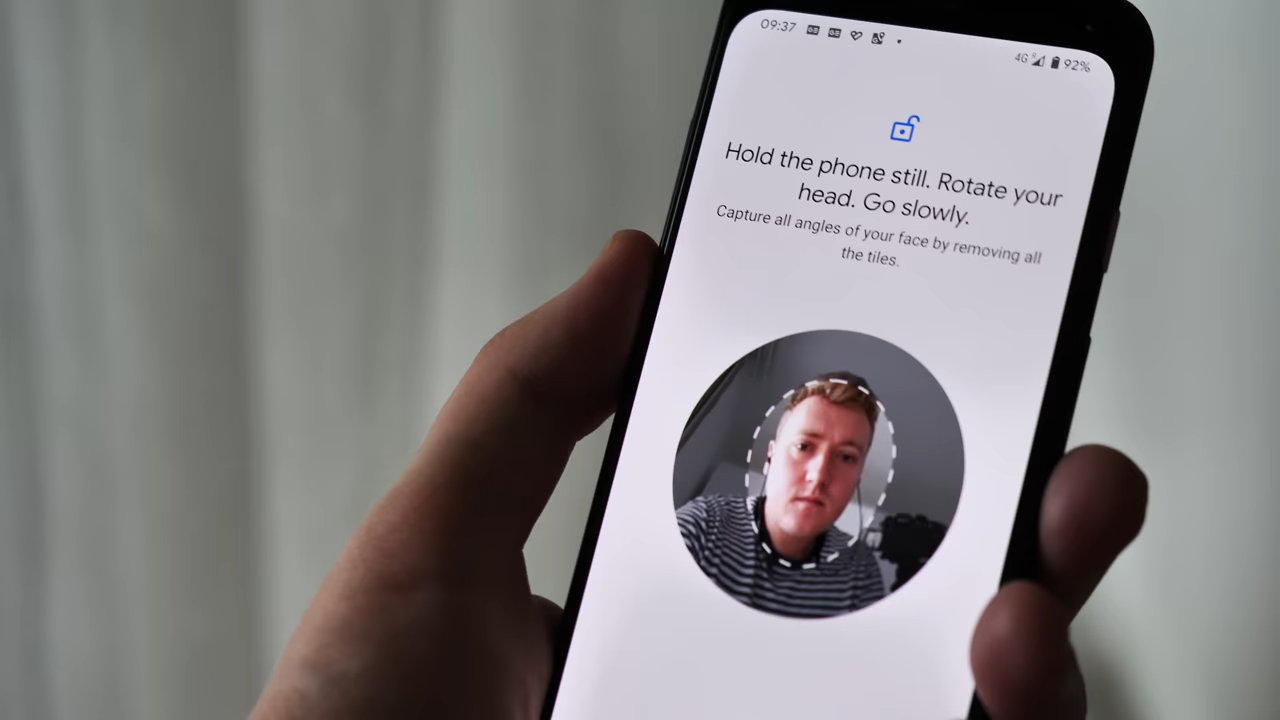 09:37
4G 92%
Hold the phone still. Rotate your
head. Go slowly.
Capture all angles of your face by removing all
the tiles.